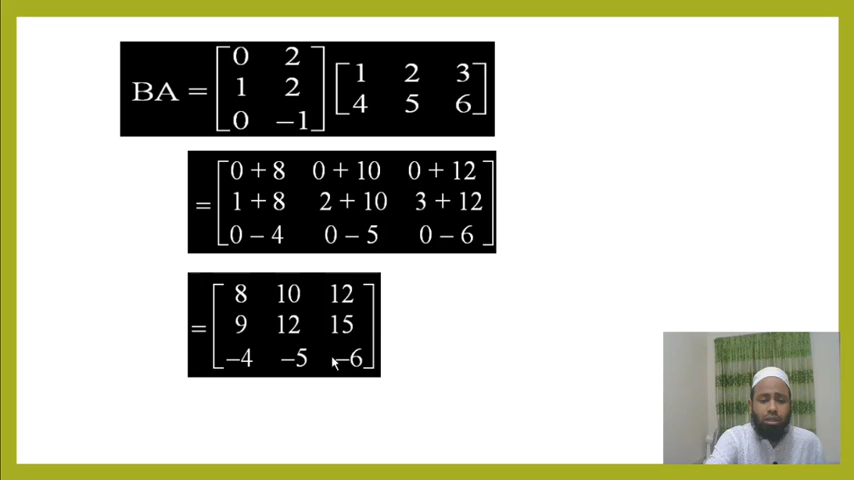 BA = [0 2] [1 2 3]
[1 2] [4 5 6]
[0 –1]
= [0 + 8 0 + 10 0 + 12]
[1 + 8 2 + 10 3 + 12]
[0 – 4 0 – 5 0 – 6]
= [8 10 12]
[9 12 15]
[–4 –5 –6]